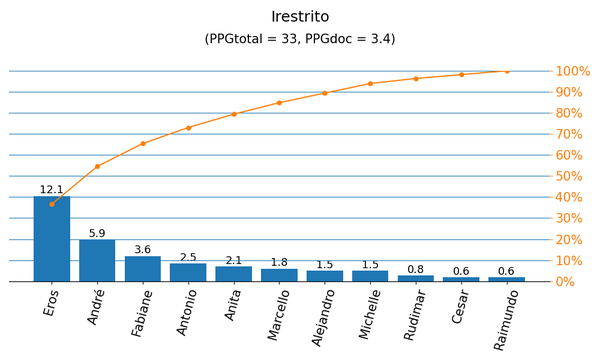 Irestrito
(PPGtotal = 33, PPGdoc = 3.4)
100%
90%
80%
70%
60%
50%
40%
30%
20%
10%
0%
12.1
5.9
3.6
2.5
2.1
1.8
1.5
1.5
0.8
0.6
0.6
Eros
André
Fabiane
Antonio
Anita
Marcello
Alejandro
Michelle
Rudimar
Cesar
Raimundo